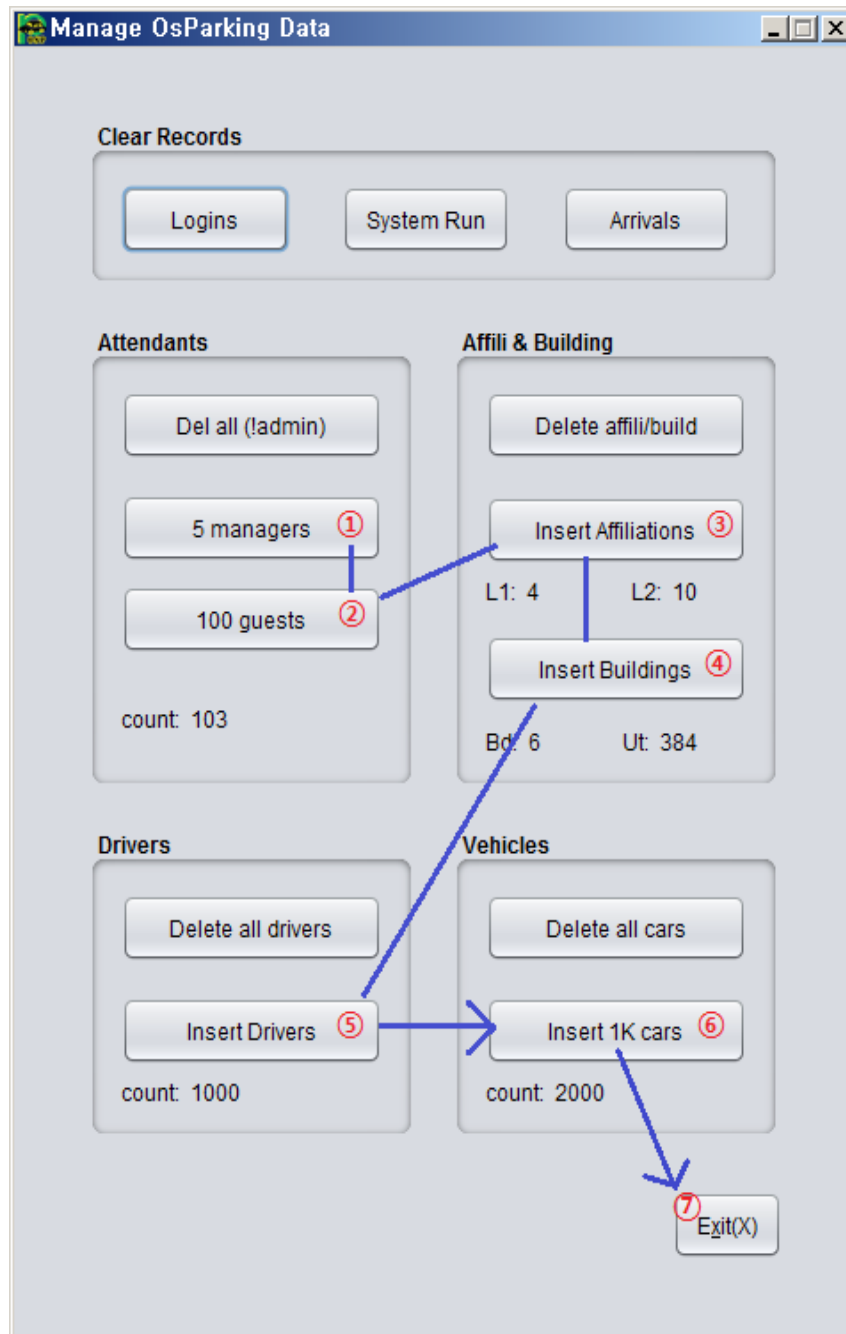 Manage OsParking Data
Clear Records
Logins
System Run
Arrivals
Attendants
Del all (!admin)
5 managers ①
100 guests ②
count: 103
Affili & Building
Delete affili/build
Insert Affiliations ③
L1: 4 L2: 10
Insert Buildings ④
Bd: 6 Ut: 384
Drivers
Delete all drivers
Insert Drivers ⑤
count: 1000
Vehicles
Delete all cars
Insert 1K cars ⑥
count: 2000
⑦
Exit(X)